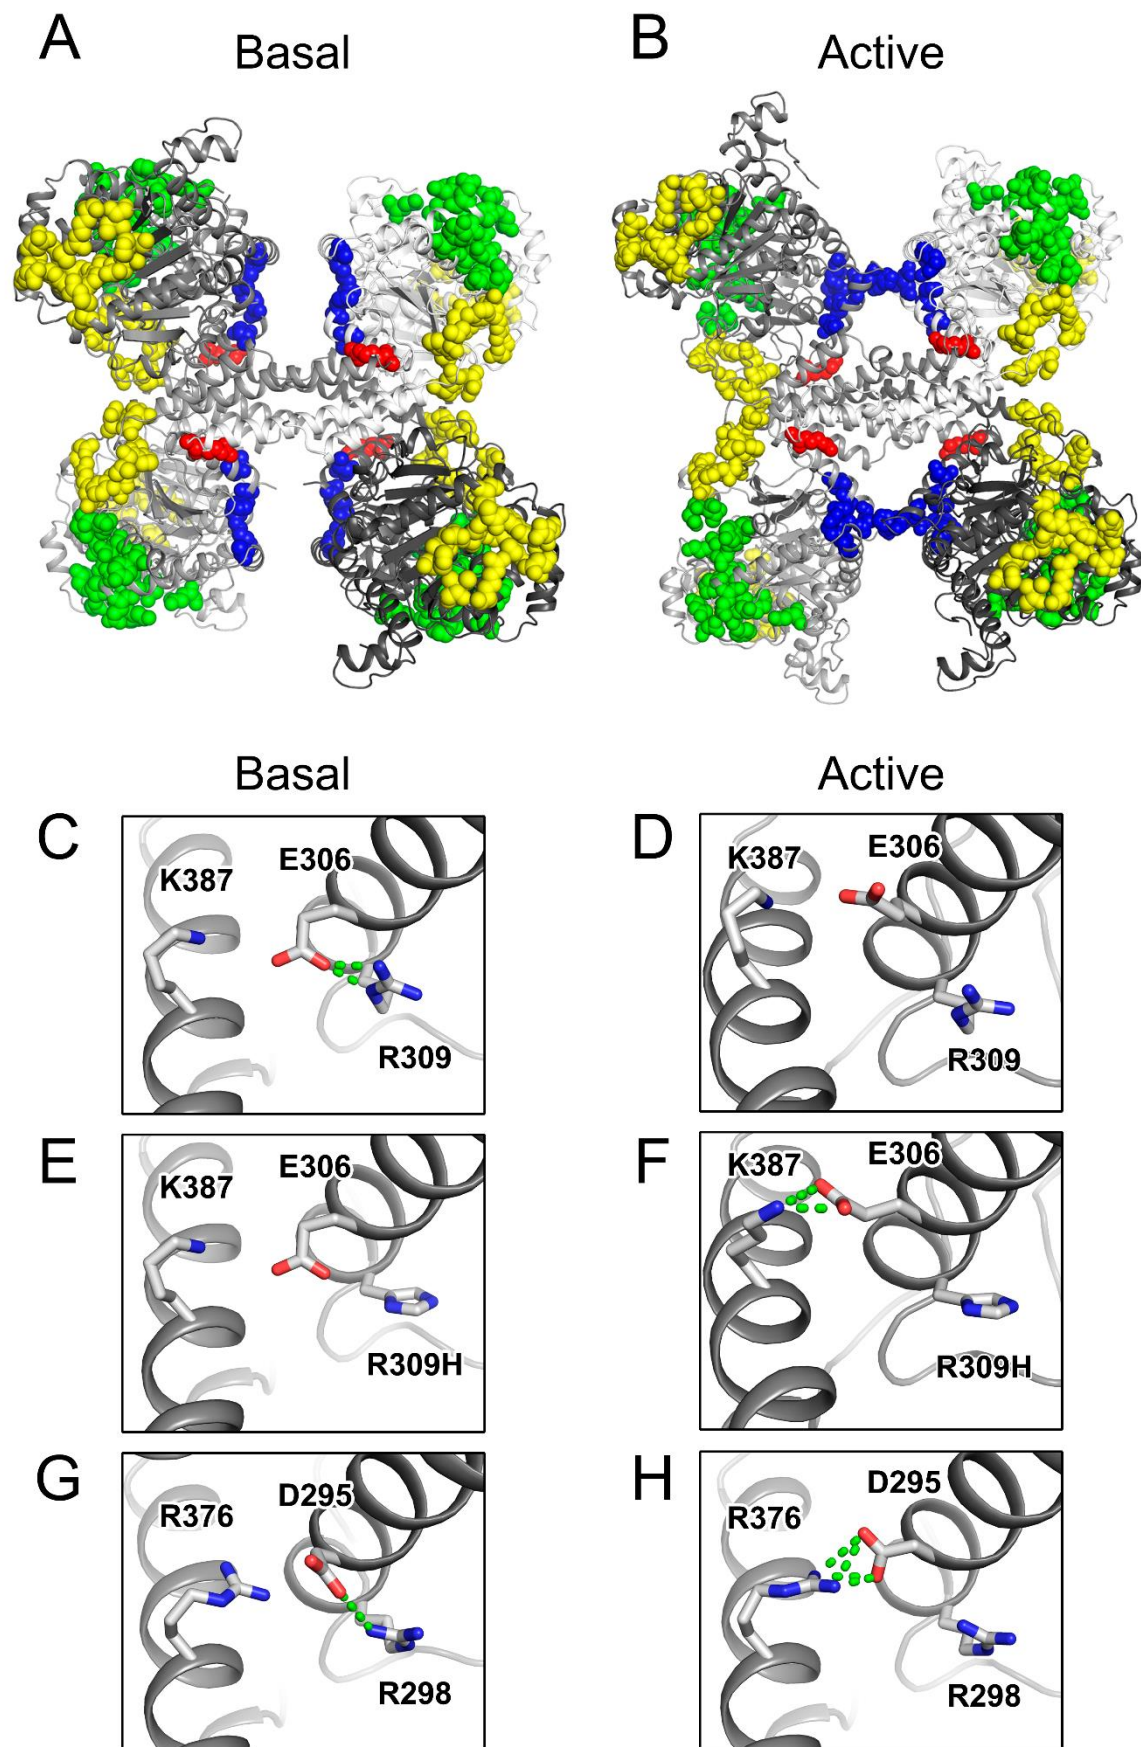 A
Basal
B
Active
Basal
Active
C
K387
E306
R309
D
K387
E306
R309
E
K387
E306
R309H
F
K387
E306
R309H
G
R376
D295
R298
H
R376
D295
R298